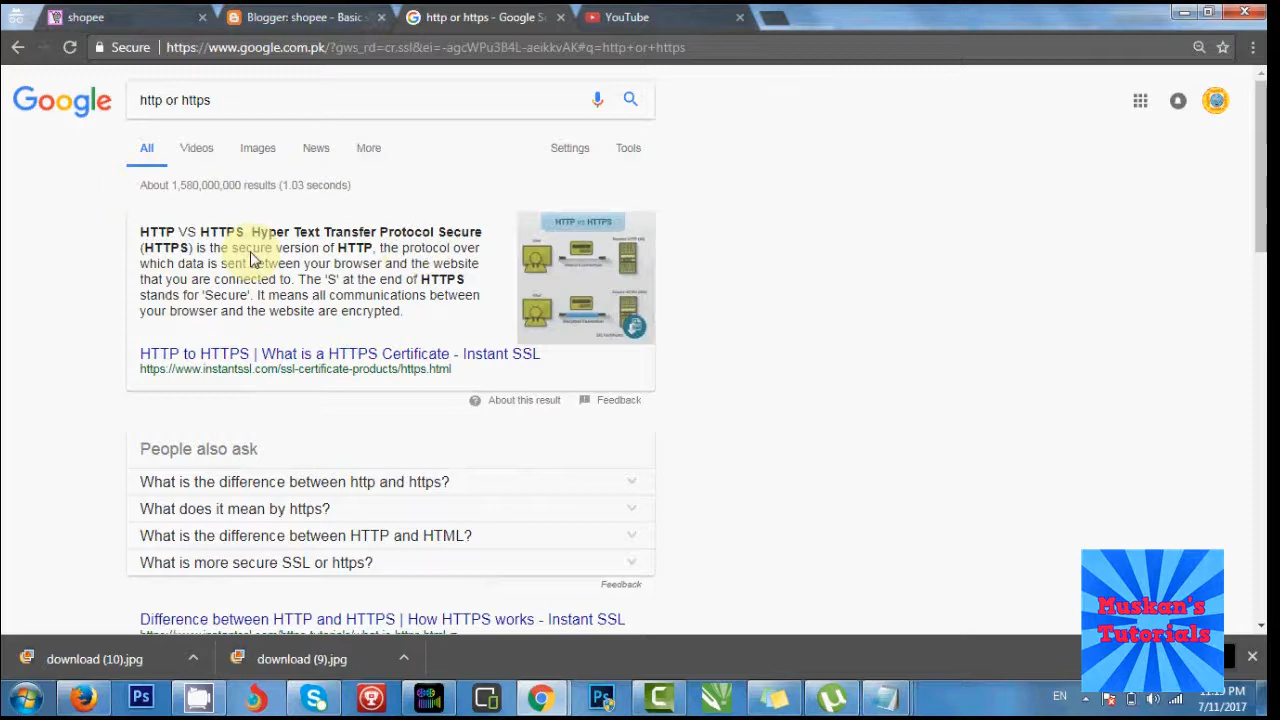 shopee
Blogger: shopee - Basic s
http or https - Google Se
YouTube
Secure
https://www.google.com.pk/?gws_rd=cr.ssl&ei=-agcWPu3B4L-aeikkvAK#q=http+or+https
Google
http or https
All
Videos
Images
News
More
Settings
Tools
About 1,580,000,000 results (1.03 seconds)
HTTP VS HTTPS Hyper Text Transfer Protocol Secure
(HTTPS) is the secure version of HTTP, the protocol over
which data is sent between your browser and the website
that you are connected to. The 'S' at the end of HTTPS
stands for 'Secure'. It means all communications between
your browser and the website are encrypted.
HTTP vs HTTPS
HTTP to HTTPS | What is a HTTPS Certificate - Instant SSL
https://www.instantssl.com/ssl-certificate-products/https.html
About this result
Feedback
People also ask
What is the difference between http and https?
What does it mean by https?
What is the difference between HTTP and HTML?
What is more secure SSL or https?
Feedback
Difference between HTTP and HTTPS | How HTTPS works - Instant SSL
Muskan's
Tutorials
download (10).jpg
download (9).jpg
EN
7/11/2017